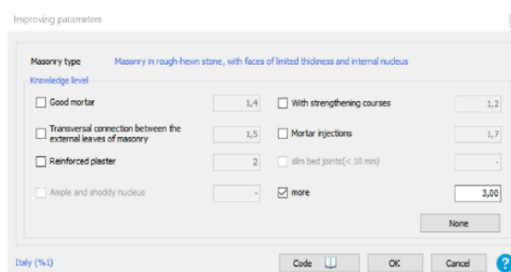 Improving parameters
Masonry type Masonry in rough-hewn stone, with faces of limited thickness and internal nucleus
Knowledge level
Good mortar 1,4 With strengthening courses 1,2
Transversal connection between the
external leaves of masonry 1,5 Mortar injections 1,7
Reinforced plaster 2 slim bed joints(< 10 mm) -
Ample and shoddy nucleus - more 3,00
None
Italy (%1) Code OK Cancel ?